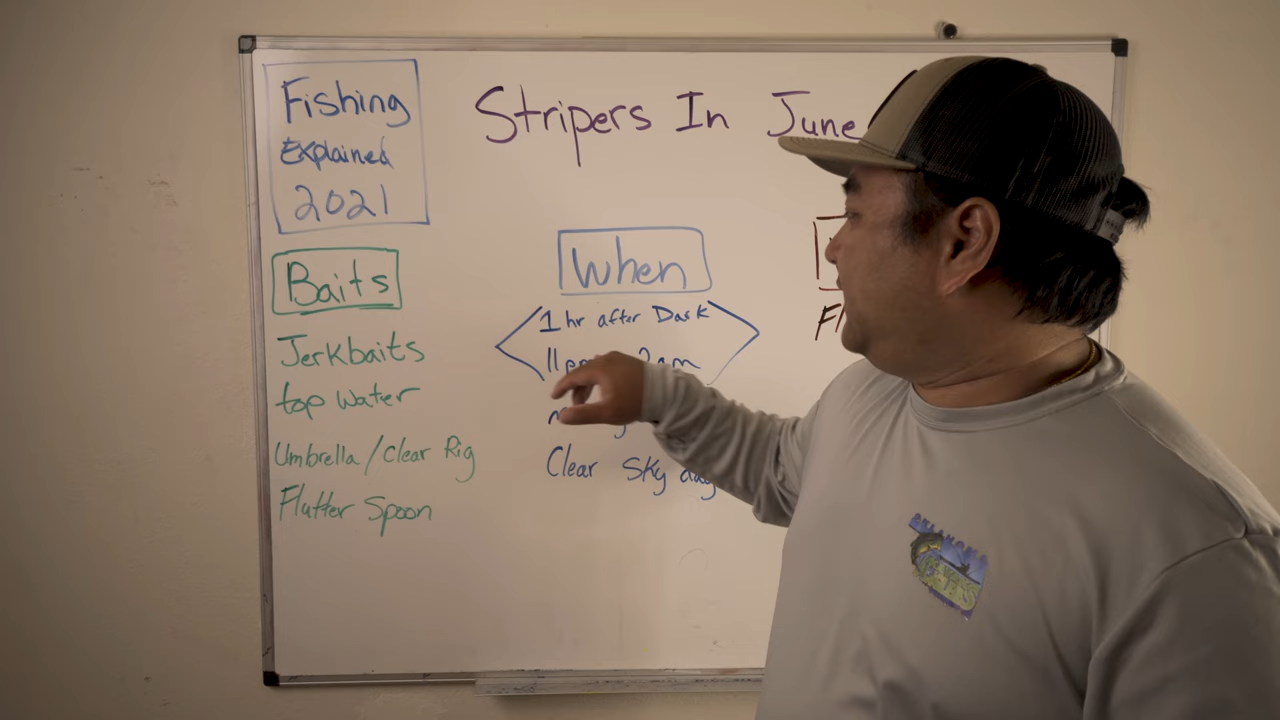 Fishing
Explained
2021
Stripers In June
Baits
Jerkbaits
top Water
Umbrella/Clear Rig
Flutter Spoon
When
1 hr after Dark
11pm 2am
Clear Sky day